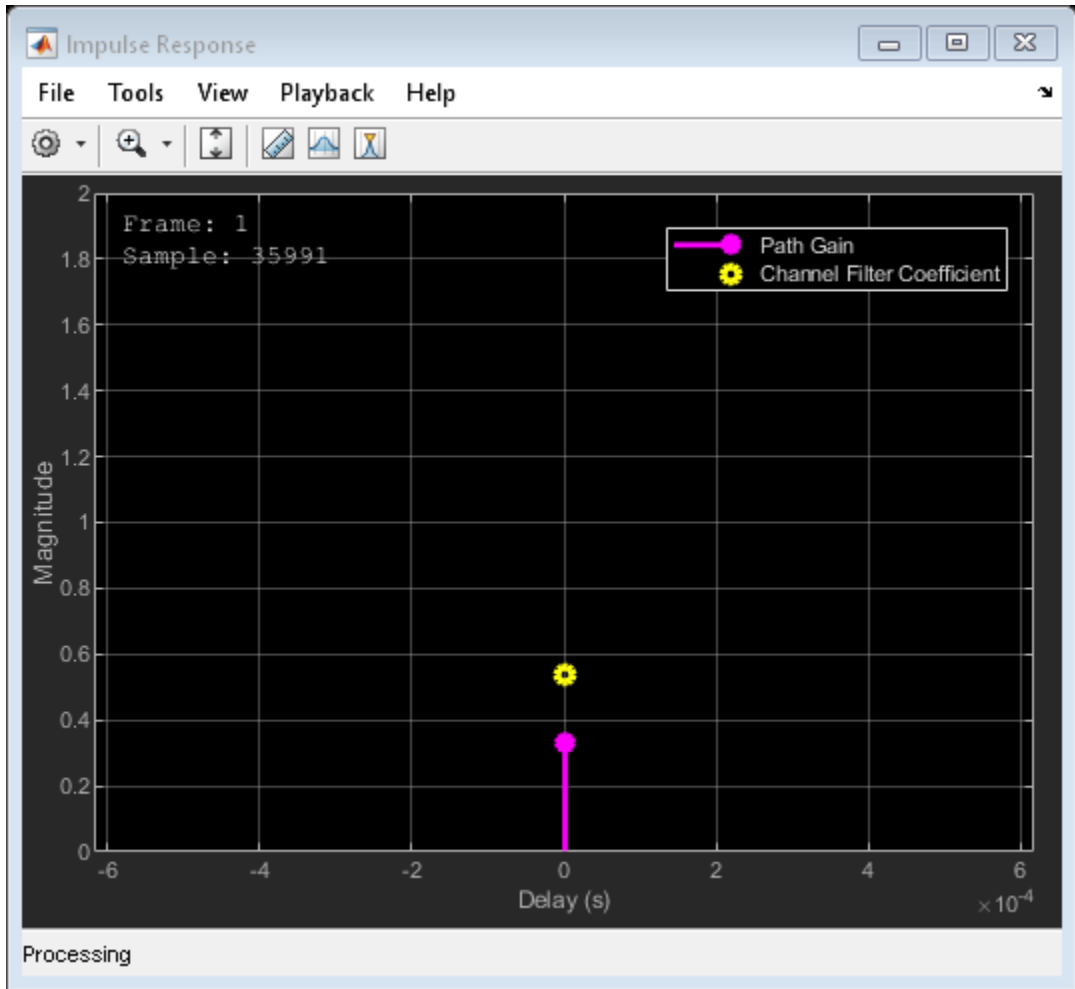 Impulse Response
File Tools View Playback Help
Frame: 1
Sample: 35991
Path Gain
Channel Filter Coefficient
2
1.8
1.6
1.4
1.2
1
0.8
0.6
0.4
0.2
0
Magnitude
-6 -4 -2 0 2 4 6
Delay (s)
×10⁻⁴
Processing